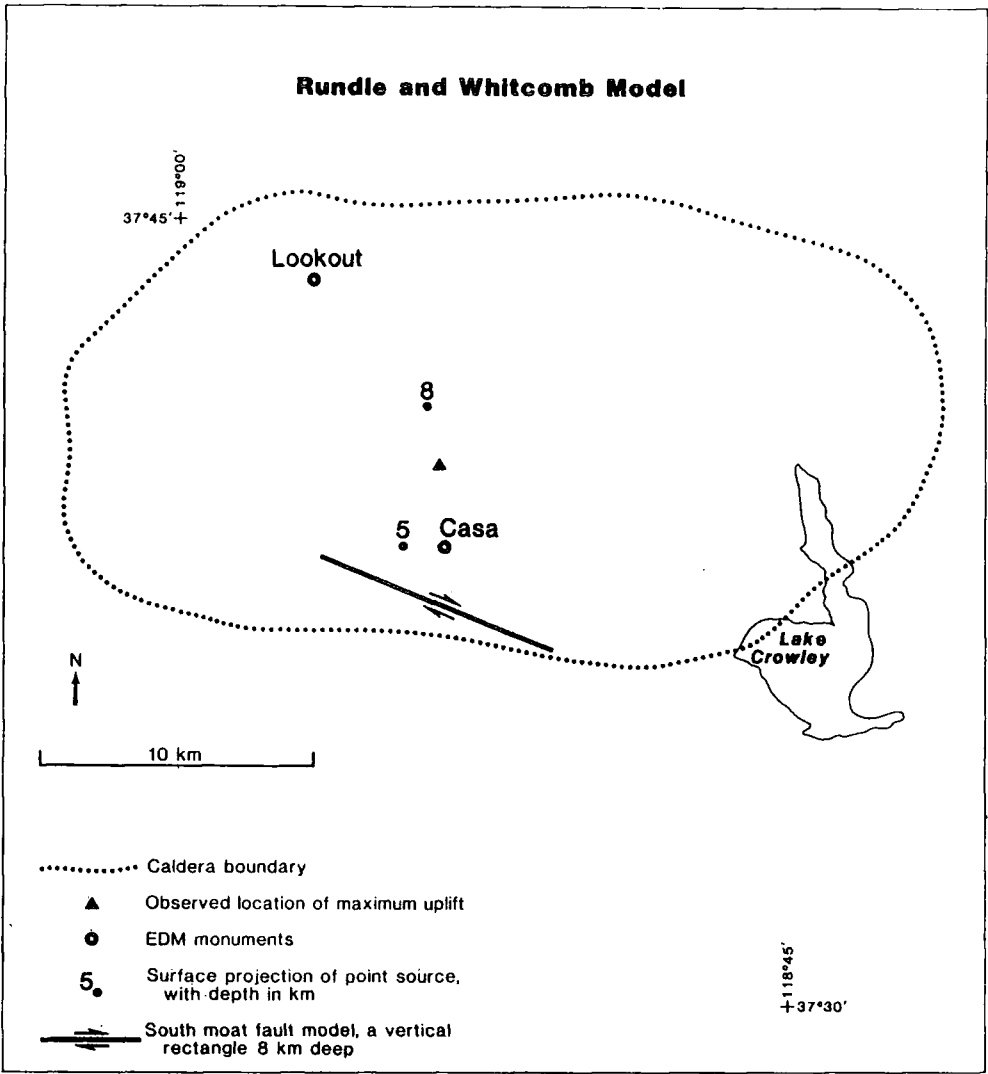 Rundle and Whitcomb Model
119°00'
37°45'
Lookout
8
5
Casa
Lake
Crowley
N
10 km
Caldera boundary
Observed location of maximum uplift
EDM monuments
5
Surface projection of point source,
with depth in km
South moat fault model, a vertical
rectangle 8 km deep
118°45'
37°30'